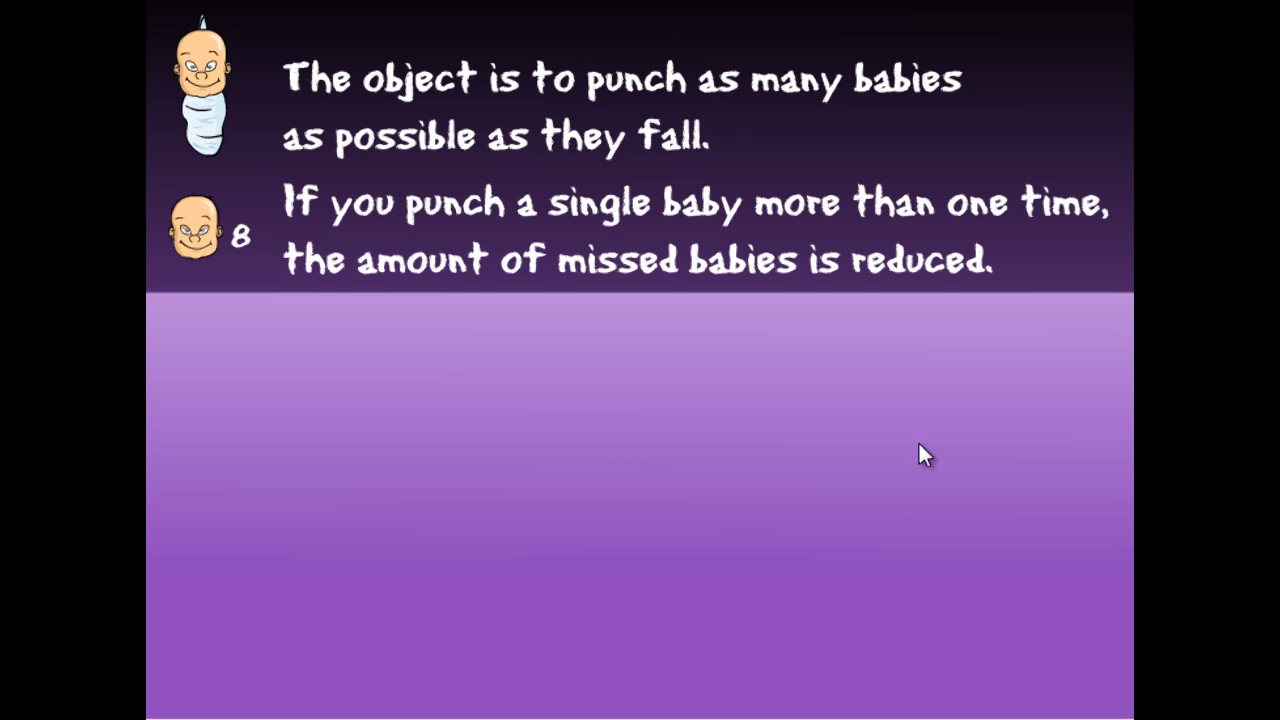 The object is to punch as many babies
as possible as they fall.
If you punch a single baby more than one time,
8
the amount of missed babies is reduced.